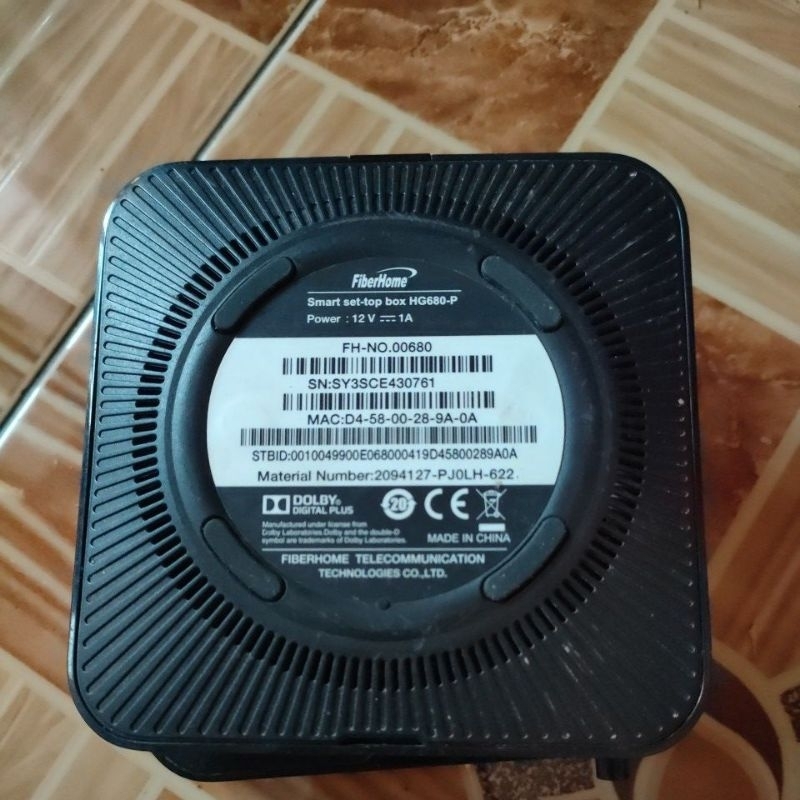 FiberHome
Smart set-top box HG680-P
Power : 12 V ⎓ 1A
FH-NO.00680
SN:SY3SCE430761
MAC:D4-58-00-28-9A-0A
STBID:0010049900E068000419D45800289A0A
Material Number:2094127-PJ0LH-622
DOLBY®
DIGITAL PLUS
20
CE
Manufactured under license from
Dolby Laboratories.Dolby and the double-D
symbol are trademarks of Dolby Laboratories.
MADE IN CHINA
FIBERHOME TELECOMMUNICATION
TECHNOLOGIES CO.,LTD.